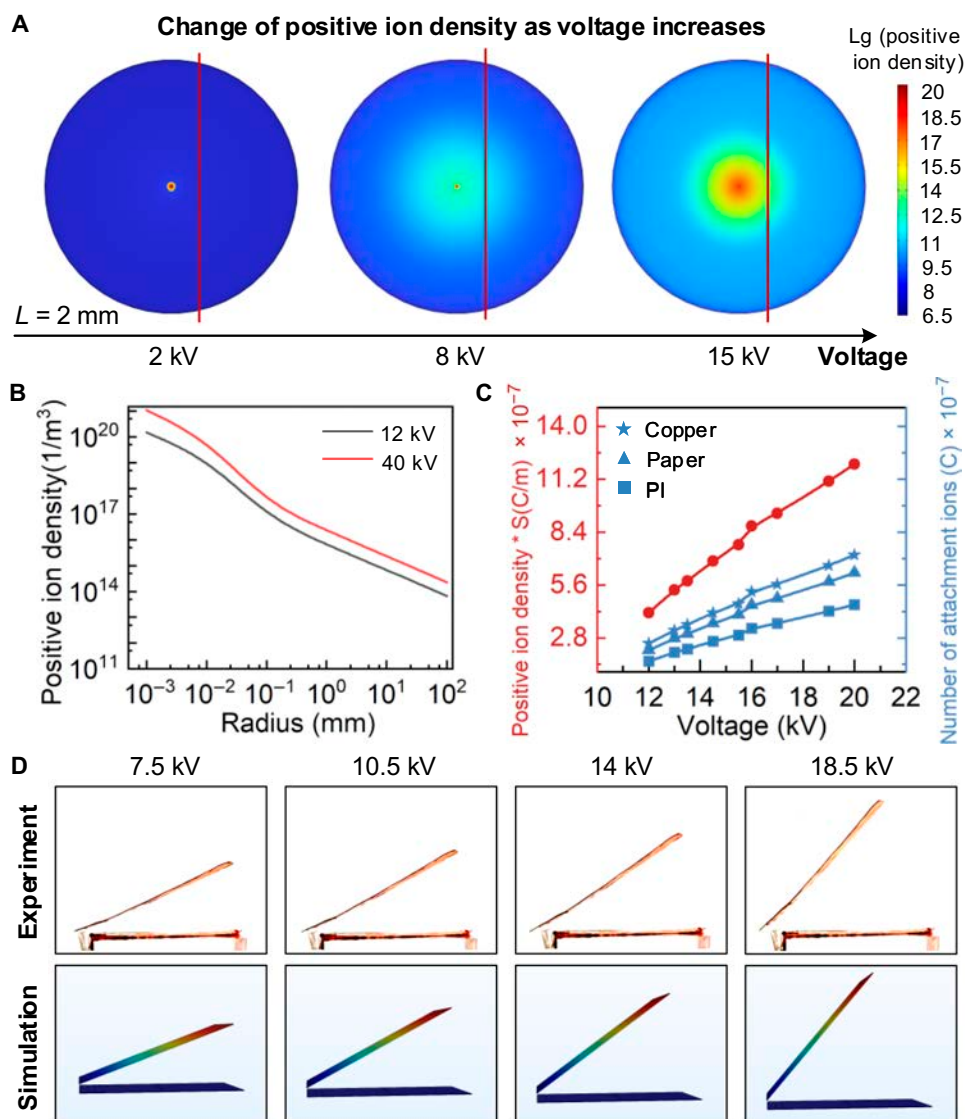 A
Change of positive ion density as voltage increases
Lg (positive
ion density)
20
18.5
17
15.5
14
12.5
11
9.5
8
6.5
L = 2 mm
2 kV
8 kV
15 kV
Voltage
B
Positive ion density(1/m³)
10²⁰
10¹⁷
10¹⁴
10¹¹
12 kV
40 kV
10⁻³ 10⁻² 10⁻¹ 10⁰ 10¹ 10²
Radius (mm)
C
Positive ion density * S(C/m) × 10⁻⁷
14.0
11.2
8.4
5.6
2.8
Copper
Paper
PI
10 12 14 16 18 20 22
Voltage (kV)
Number of attachment ions (C) × 10⁻⁷
D
7.5 kV
10.5 kV
14 kV
18.5 kV
Experiment
Simulation